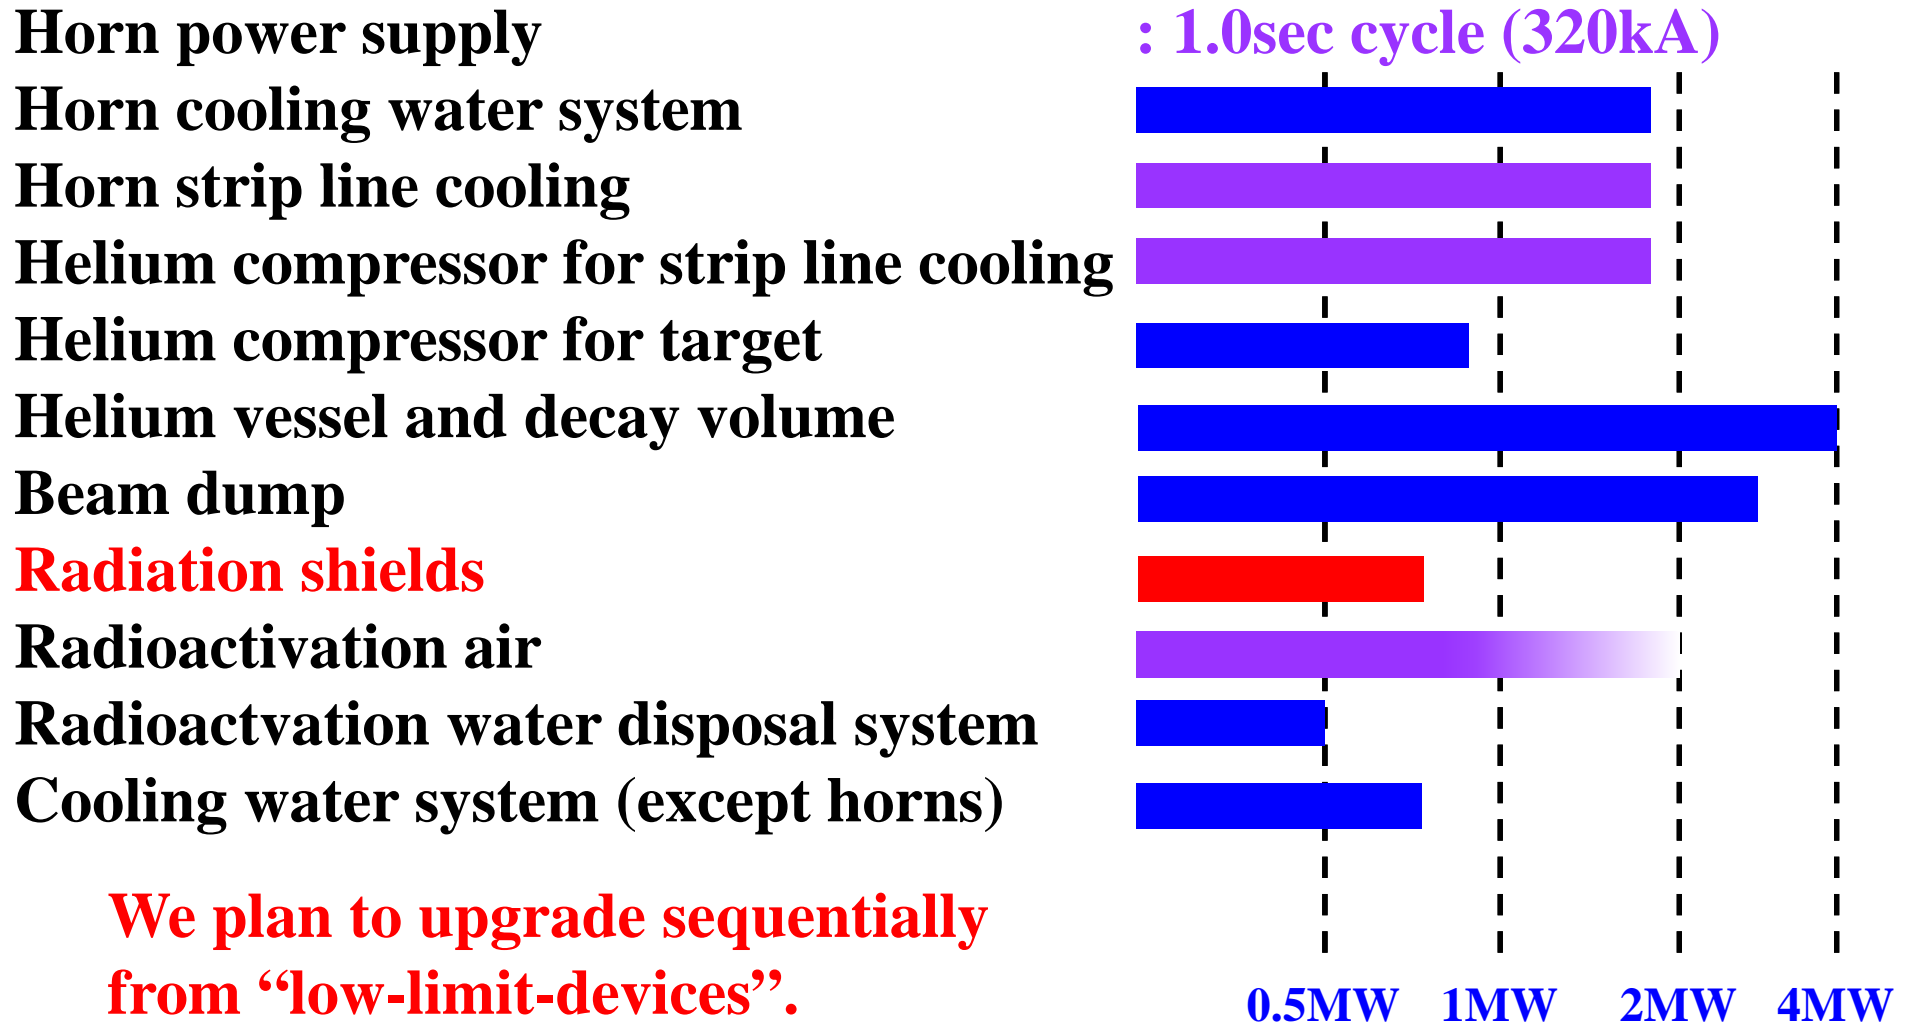 Horn power supply : 1.0sec cycle (320kA)
Horn cooling water system
Horn strip line cooling
Helium compressor for strip line cooling
Helium compressor for target
Helium vessel and decay volume
Beam dump
Radiation shields
Radioactivation air
Radioactvation water disposal system
Cooling water system (except horns)
We plan to upgrade sequentially
from “low-limit-devices”.
0.5MW 1MW 2MW 4MW